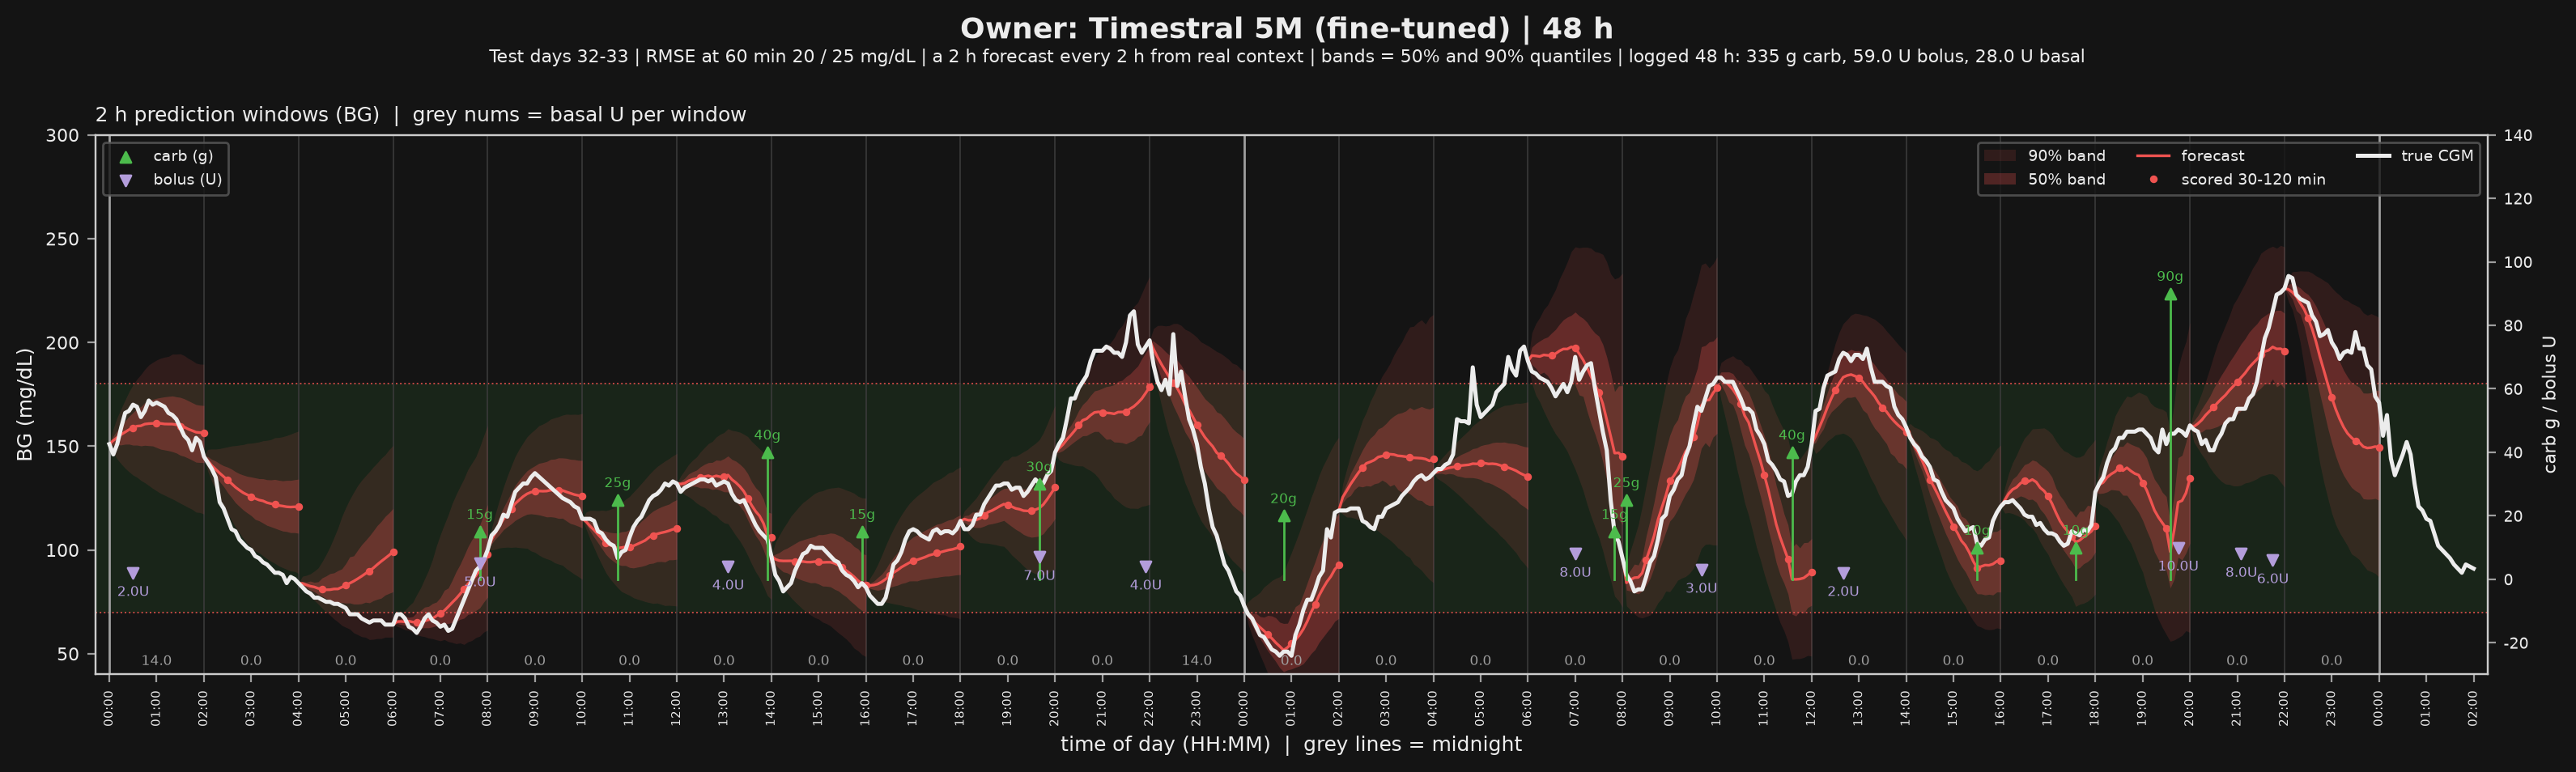 Owner: Timestral 5M (fine-tuned) | 48 h
Test days 32-33 | RMSE at 60 min 20 / 25 mg/dL | a 2 h forecast every 2 h from real context | bands = 50% and 90% quantiles | logged 48 h: 335 g carb, 59.0 U bolus, 28.0 U basal
2 h prediction windows (BG) | grey nums = basal U per window
carb (g)
bolus (U)
90% band
50% band
forecast
scored 30-120 min
true CGM
BG (mg/dL)
300
250
200
150
100
50
carb g / bolus U
140
120
100
80
60
40
20
0
-20
2.0U
15g
5.0U
25g
4.0U
40g
15g
30g
7.0U
4.0U
20g
8.0U
15g
25g
3.0U
40g
2.0U
10g
10g
90g
10.0U
8.0U
6.0U
14.0 0.0 0.0 0.0 0.0 0.0 0.0 0.0 0.0 0.0 0.0 14.0 0.0 0.0 0.0 0.0 0.0 0.0 0.0 0.0 0.0 0.0 0.0 0.0
00:00 01:00 02:00 03:00 04:00 05:00 06:00 07:00 08:00 09:00 10:00 11:00 12:00 13:00 14:00 15:00 16:00 17:00 18:00 19:00 20:00 21:00 22:00 23:00 00:00 01:00 02:00 03:00 04:00 05:00 06:00 07:00 08:00 09:00 10:00 11:00 12:00 13:00 14:00 15:00 16:00 17:00 18:00 19:00 20:00 21:00 22:00 23:00 00:00 01:00 02:00
time of day (HH:MM) | grey lines = midnight